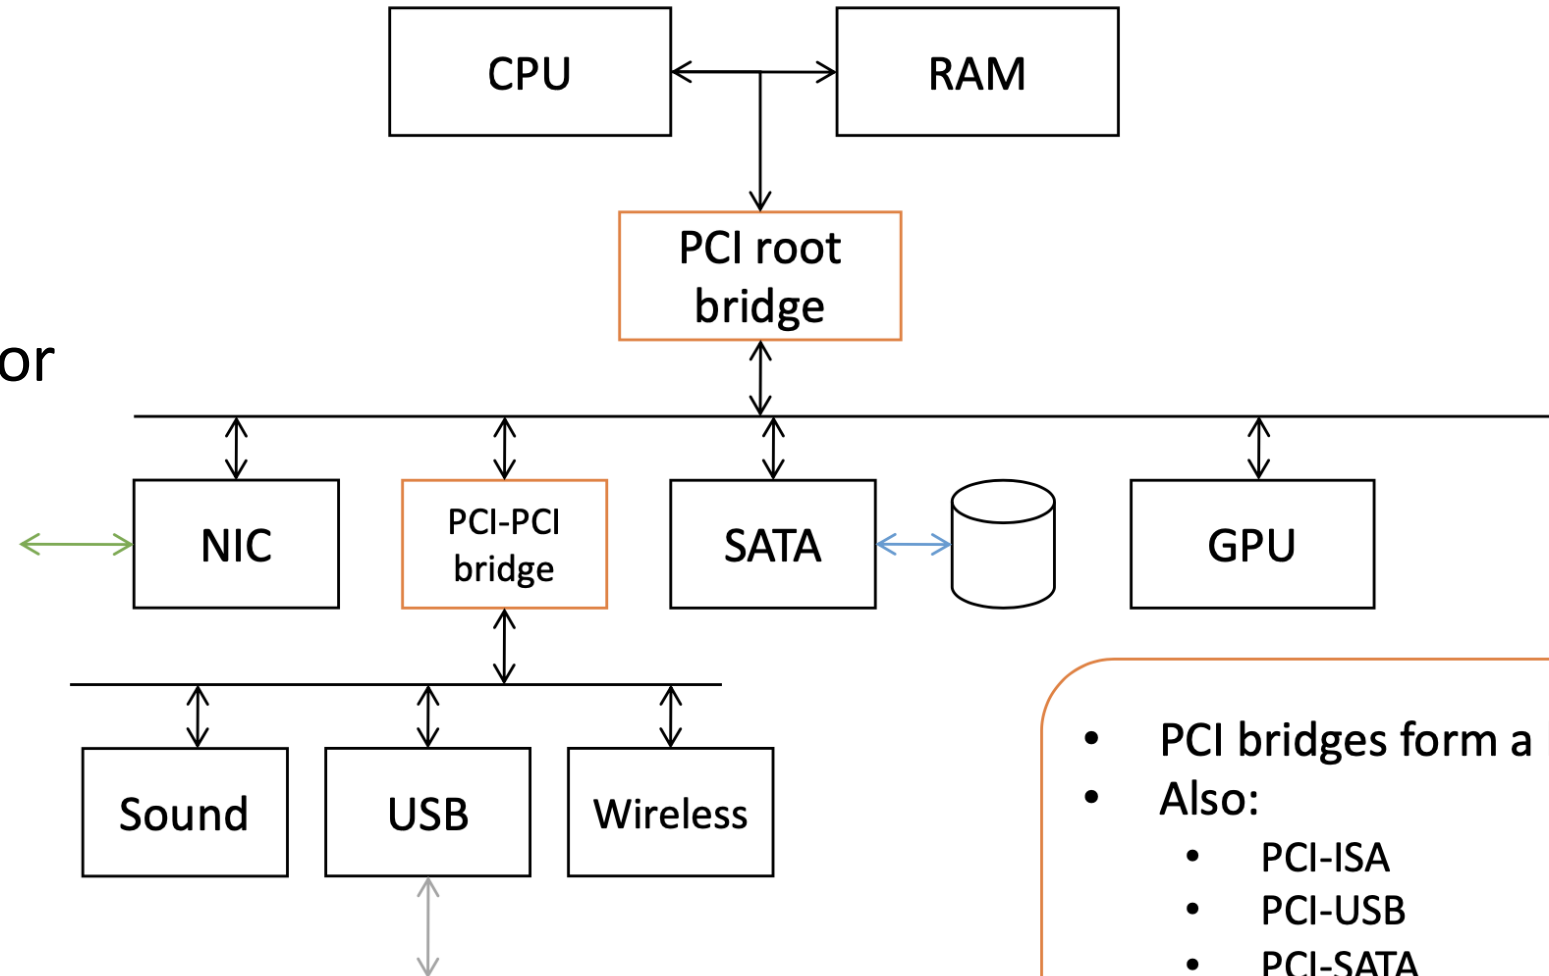 CPU
RAM
PCI root
bridge
or
NIC
PCI-PCI
bridge
SATA
GPU
Sound
USB
Wireless
• PCI bridges form a
• Also:
• PCI-ISA
• PCI-USB
• PCI-SATA